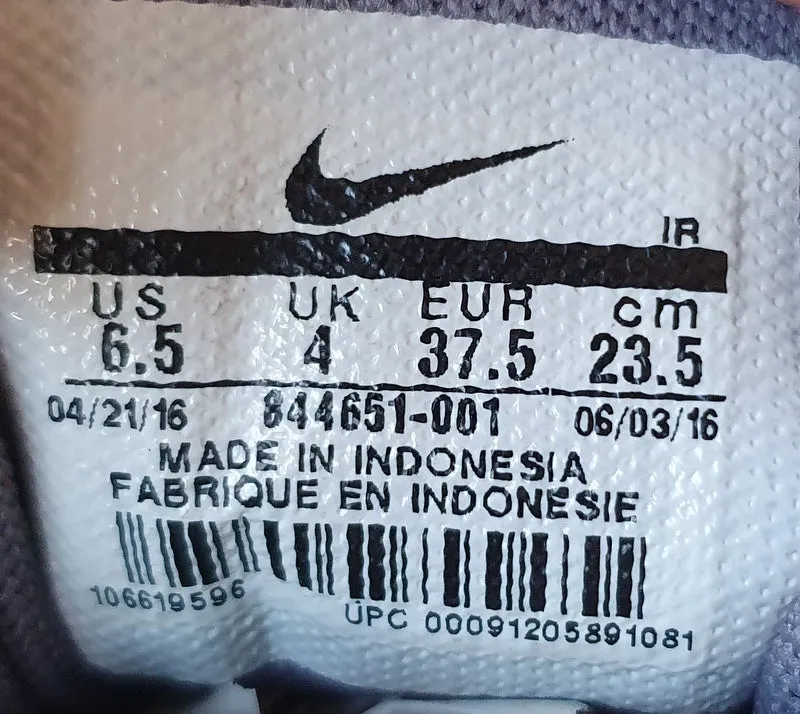 IR
US UK EUR cm
6.5 4 37.5 23.5
04/21/16 844651-001 06/03/16
MADE IN INDONESIA
FABRIQUE EN INDONESIE
106619596
UPC 00091205891081